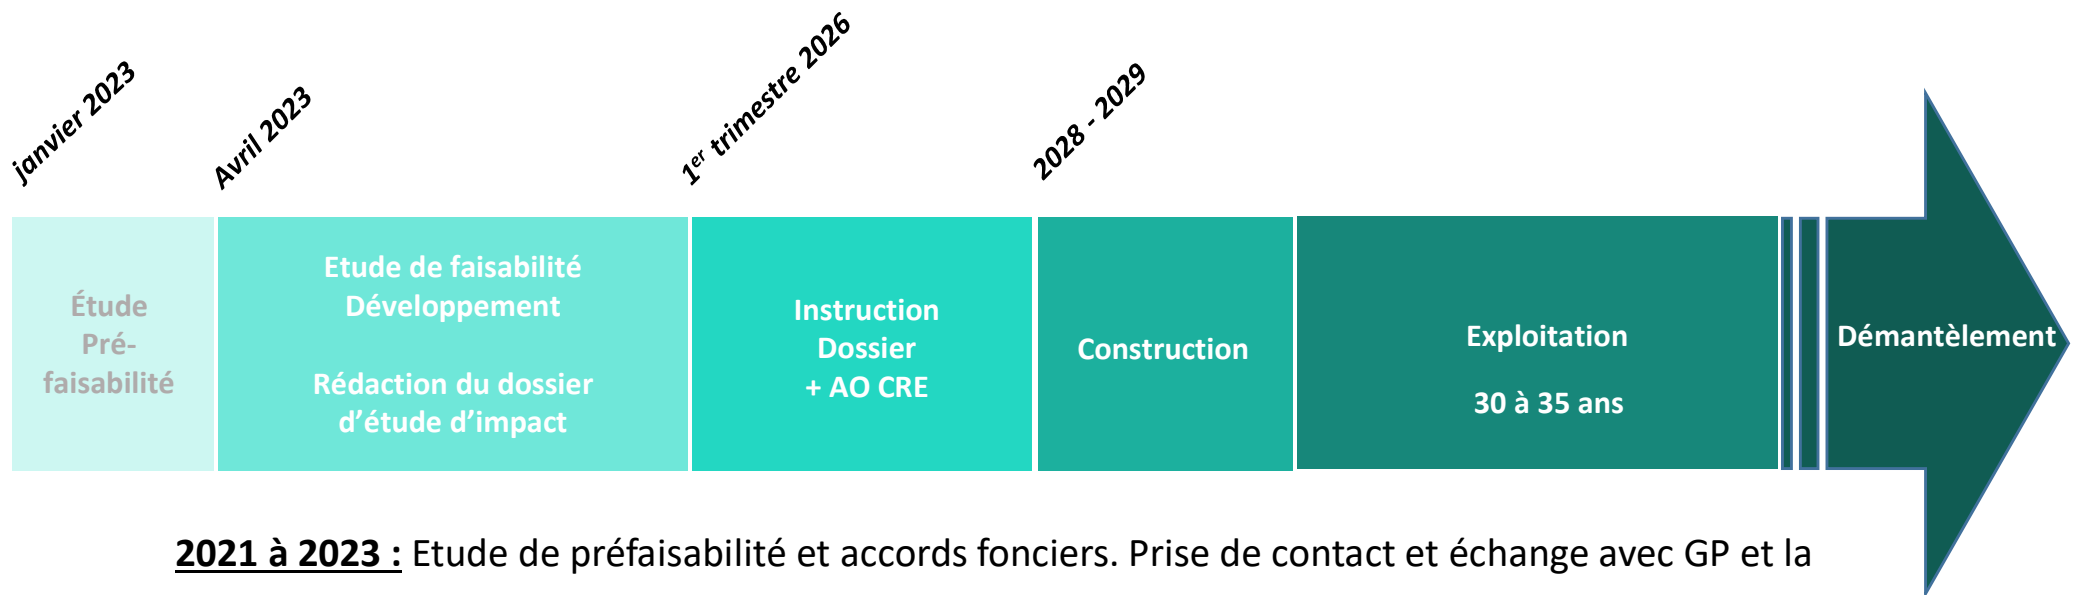 janvier 2023
Avril 2023
1er trimestre 2026
2028 - 2029
Étude
Pré-
faisabilité
Etude de faisabilité
Développement
Rédaction du dossier
d’étude d’impact
Instruction
Dossier
+ AO CRE
Construction
Exploitation
30 à 35 ans
Démantèlement
2021 à 2023 : Etude de préfaisabilité et accords fonciers. Prise de contact et échange avec GP et la